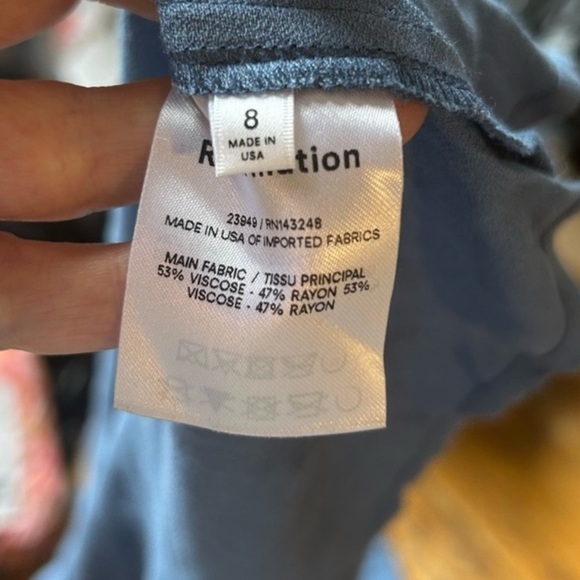 8
MADE IN
USA
23949 / RN143248
MADE IN USA OF IMPORTED FABRICS
MAIN FABRIC / TISSU PRINCIPAL
53% VISCOSE - 47% RAYON 53%
VISCOSE - 47% RAYON